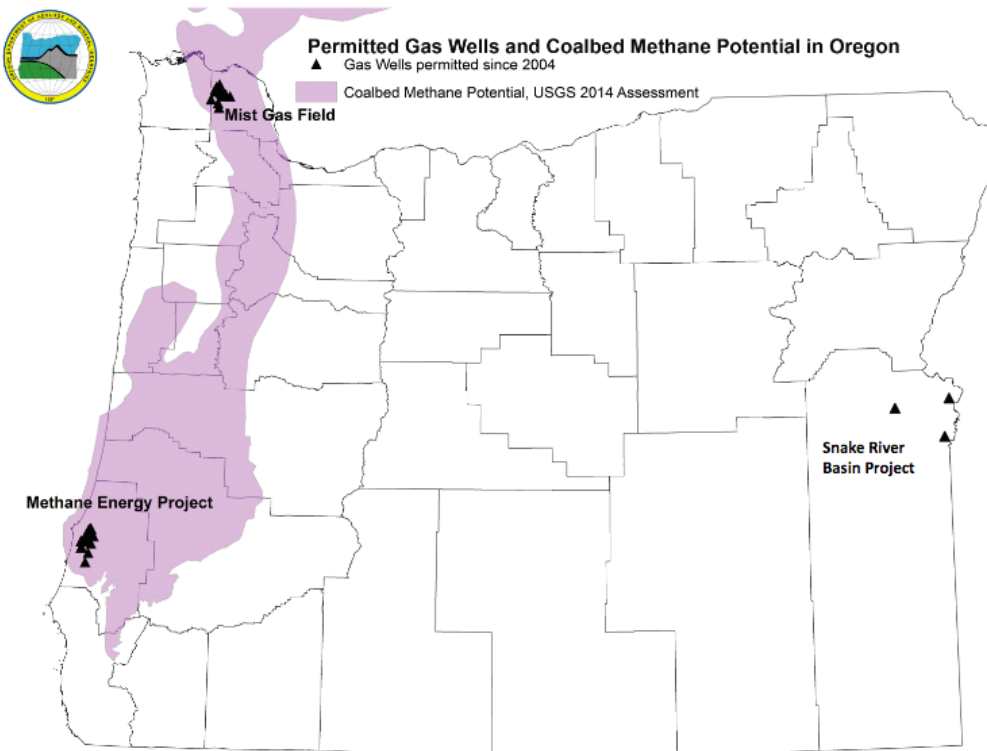 Permitted Gas Wells and Coalbed Methane Potential in Oregon
Gas Wells permitted since 2004
Coalbed Methane Potential, USGS 2014 Assessment
Mist Gas Field
Snake River
Basin Project
Methane Energy Project